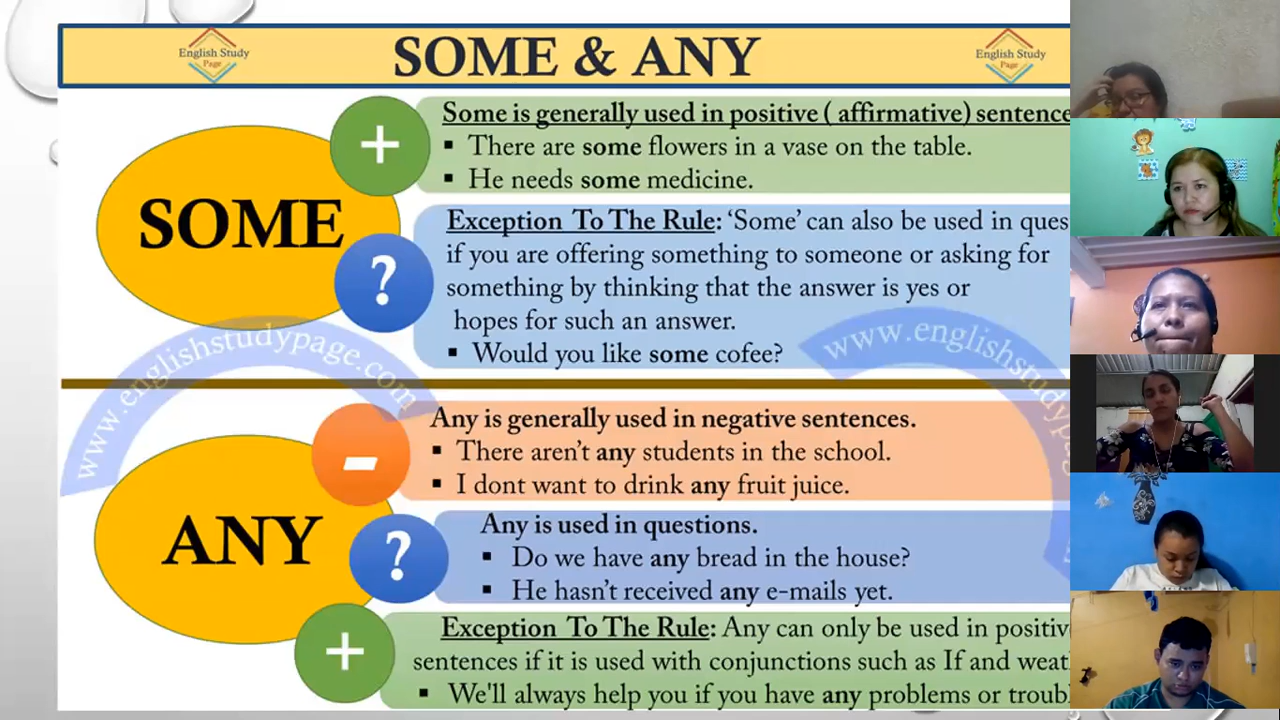 English Study
Page
SOME & ANY
English Study
Page
SOME
+
Some is generally used in positive ( affirmative) sentence
▪ There are some flowers in a vase on the table.
▪ He needs some medicine.
?
Exception To The Rule: ‘Some’ can also be used in ques
if you are offering something to someone or asking for
something by thinking that the answer is yes or
hopes for such an answer.
▪ Would you like some cofee?
www.englishstudypage.com
www.englishstudypa
ANY
-
Any is generally used in negative sentences.
▪ There aren’t any students in the school.
▪ I dont want to drink any fruit juice.
?
Any is used in questions.
▪ Do we have any bread in the house?
▪ He hasn’t received any e-mails yet.
+
Exception To The Rule: Any can only be used in positiv
sentences if it is used with conjunctions such as If and weat
▪ We'll always help you if you have any problems or troub